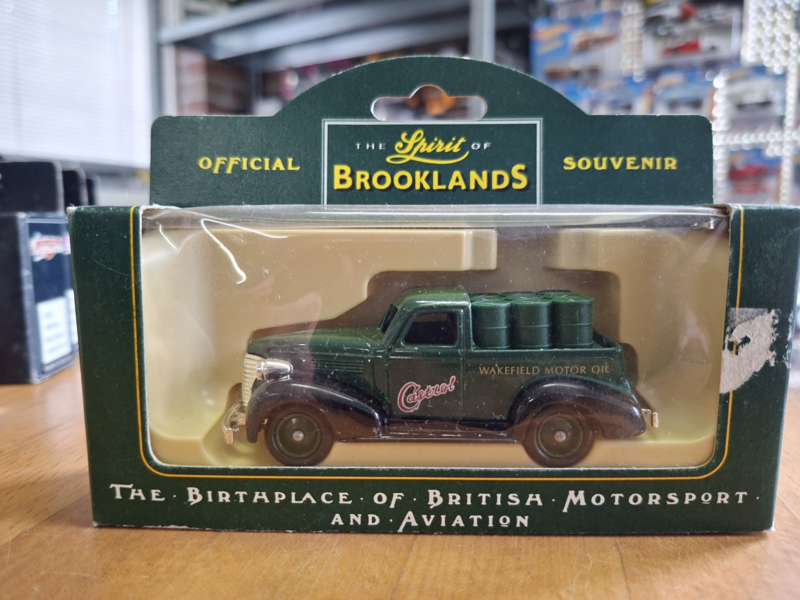 THE Spirit OF
OFFICIAL BROOKLANDS SOUVENIR
WAKEFIELD MOTOR OIL
Castrol
THE · BIRTHPLACE · OF · BRITISH · MOTORSPORT ·
AND · AVIATION